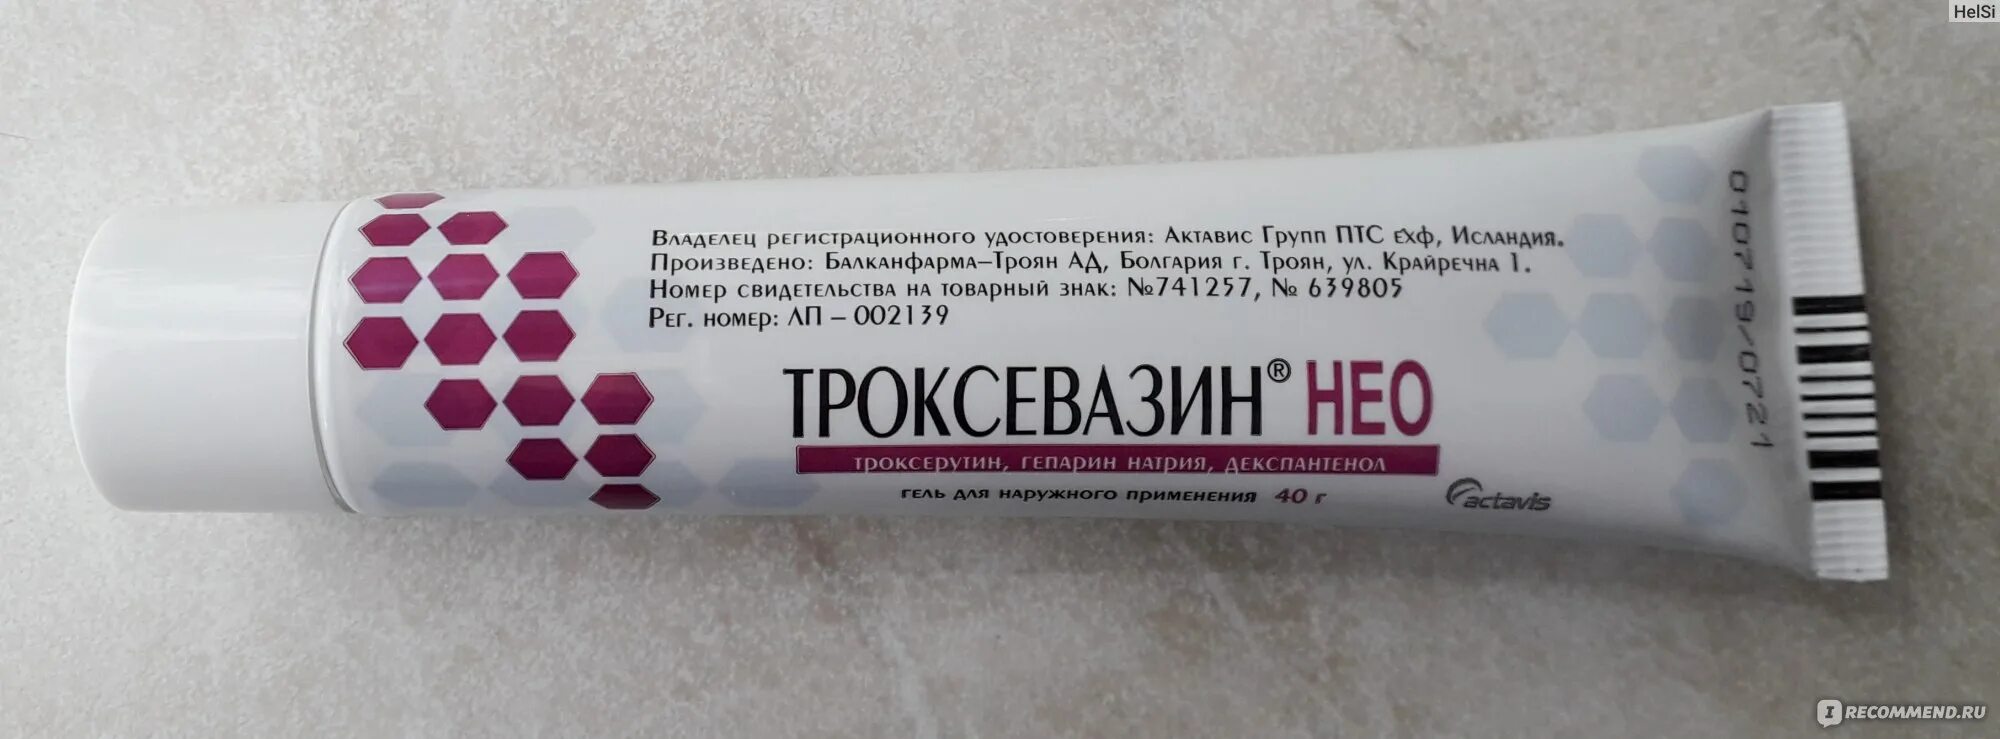 HelSi
Владелец регистрационного удостоверения: Актавис Групп ПТС ехф, Исландия.
Произведено: Балканфарма–Троян АД, Болгария г. Троян, ул. Крайречна 1.
Номер свидетельства на товарный знак: №741257, № 639805
Рег. номер: ЛП – 002139
ТРОКСЕВАЗИН® НЕО
троксерутин, гепарин натрия, декспантенол
гель для наружного применения 40 г
actavis
010719/0721
IRECOMMEND.RU